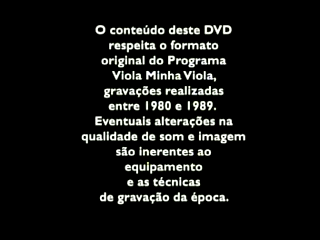 O conteúdo deste DVD
respeita o formato
original do Programa
Viola Minha Viola,
gravações realizadas
entre 1980 e 1989.
Eventuais alterações na
qualidade de som e imagem
são inerentes ao
equipamento
e as técnicas
de gravação da época.